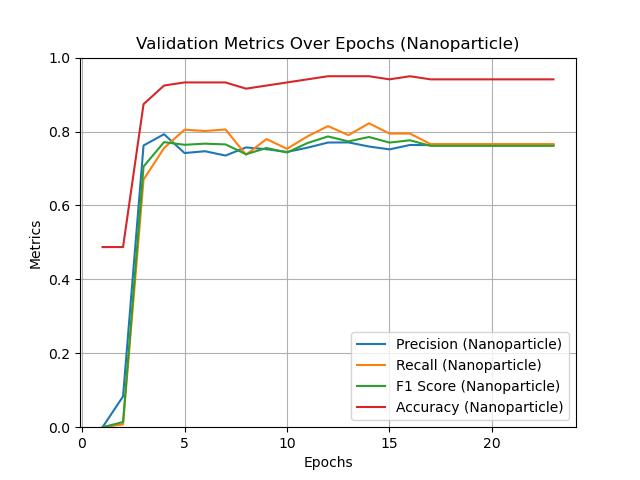 Validation Metrics Over Epochs (Nanoparticle)
1.0
0.8
0.6
0.4
0.2
0.0
Metrics
0 5 10 15 20
Epochs
Precision (Nanoparticle)
Recall (Nanoparticle)
F1 Score (Nanoparticle)
Accuracy (Nanoparticle)